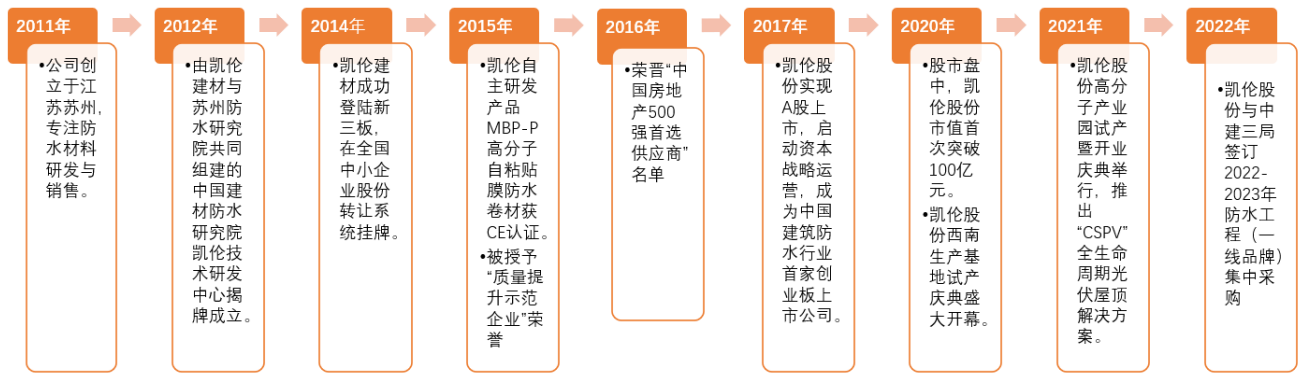 2011年
•公司创
立于江
苏苏州，
专注防
水材料
研发与
销售。
2012年
•由凯伦
建材与
苏州防
水研究
院共同
组建的
中国建
材防水
研究院
凯伦技
术研发
中心揭
牌成立。
2014年
•凯伦建
材成功
登陆新
三板，
在全国
中小企
业股份
转让系
统挂牌。
2015年
•凯伦自
主研发
产品
MBP-P
高分子
自粘贴
膜防水
卷材获
CE认证。
•被授予
“质量提
升示范
企业”荣
誉
2016年
•荣晋“中
国房地
产500
强首选
供应商”
名单
2017年
•凯伦股
份实现
A股上
市，启
动资本
战略运
营，成
为中国
建筑防
水行业
首家创
业板上
市公司。
2020年
•股市盘
中，凯
伦股份
市值首
次突破
100亿
元。
•凯伦股
份西南
生产基
地试产
庆典盛
大开幕。
2021年
•凯伦股
份高分
子产业
园试产
暨开业
庆典举
行，推
出
“CSPV”
全生命
周期光
伏屋顶
解决方
案。
2022年
•凯伦股
份与中
建三局
签订
2022-
2023年
防水工
程（一
线品牌）
集中采
购